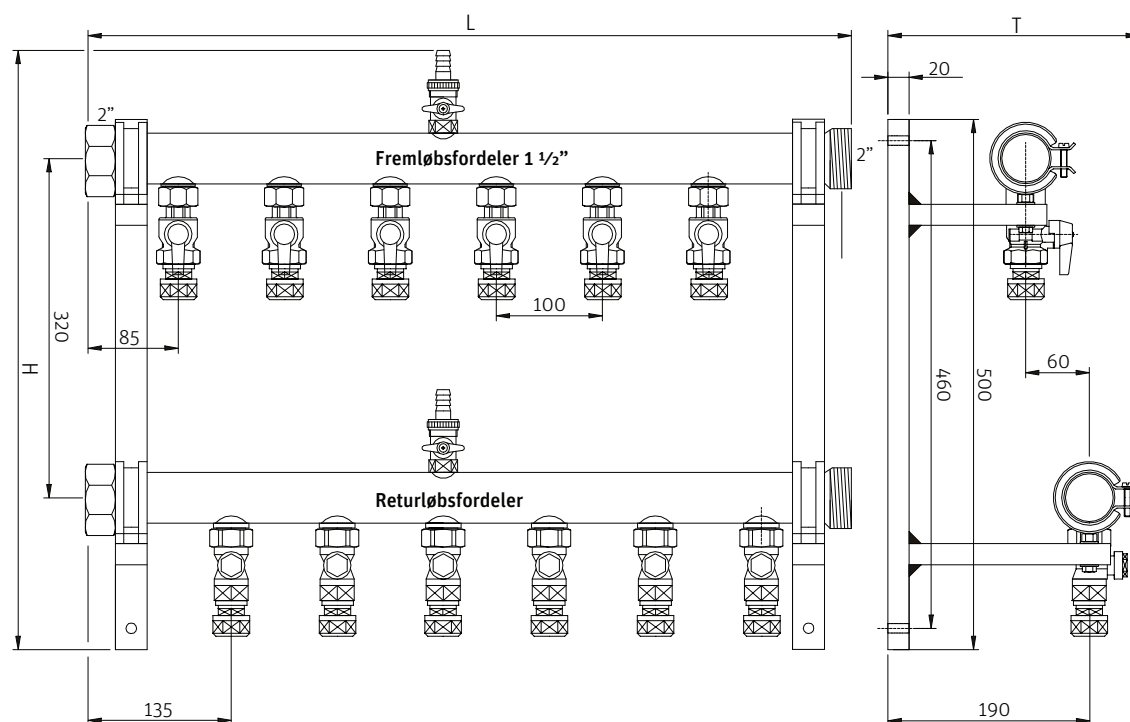 L
T
20
2”
Fremløbsfordeler 1 ½”
2”
320
100
85
H
460
500
60
Returløbsfordeler
135
190